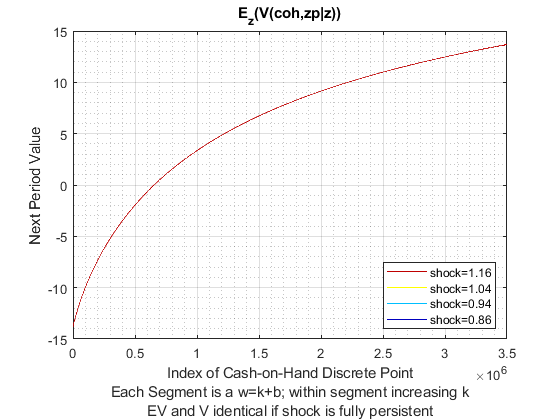 E_z(V(coh,zp|z))
15
10
5
0
-5
-10
-15
Next Period Value
shock=1.16
shock=1.04
shock=0.94
shock=0.86
0 0.5 1 1.5 2 2.5 3 3.5
Index of Cash-on-Hand Discrete Point
×10^6
Each Segment is a w=k+b; within segment increasing k
EV and V identical if shock is fully persistent